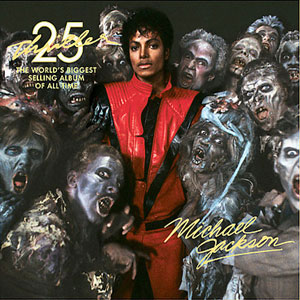 Thriller
25
THE WORLD'S BIGGEST
SELLING ALBUM
OF ALL TIME
Michael
Jackson